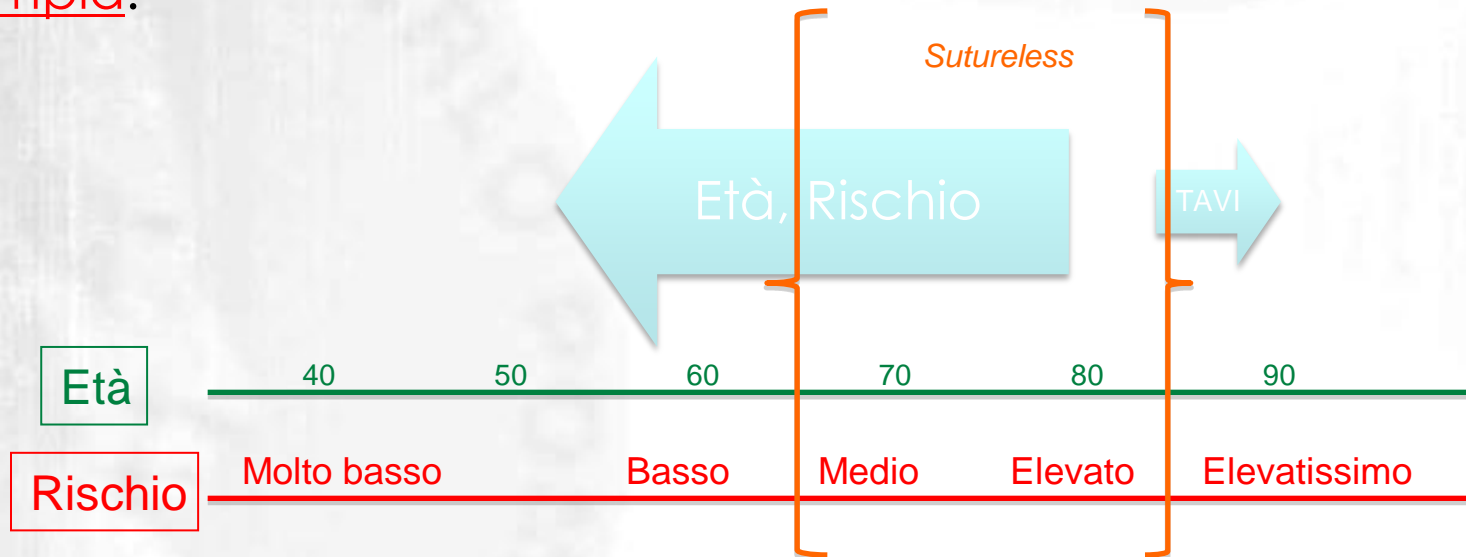 Sutureless
Età, Rischio
TAVI
Età
40 50 60 70 80 90
Rischio
Molto basso Basso Medio Elevato Elevatissimo